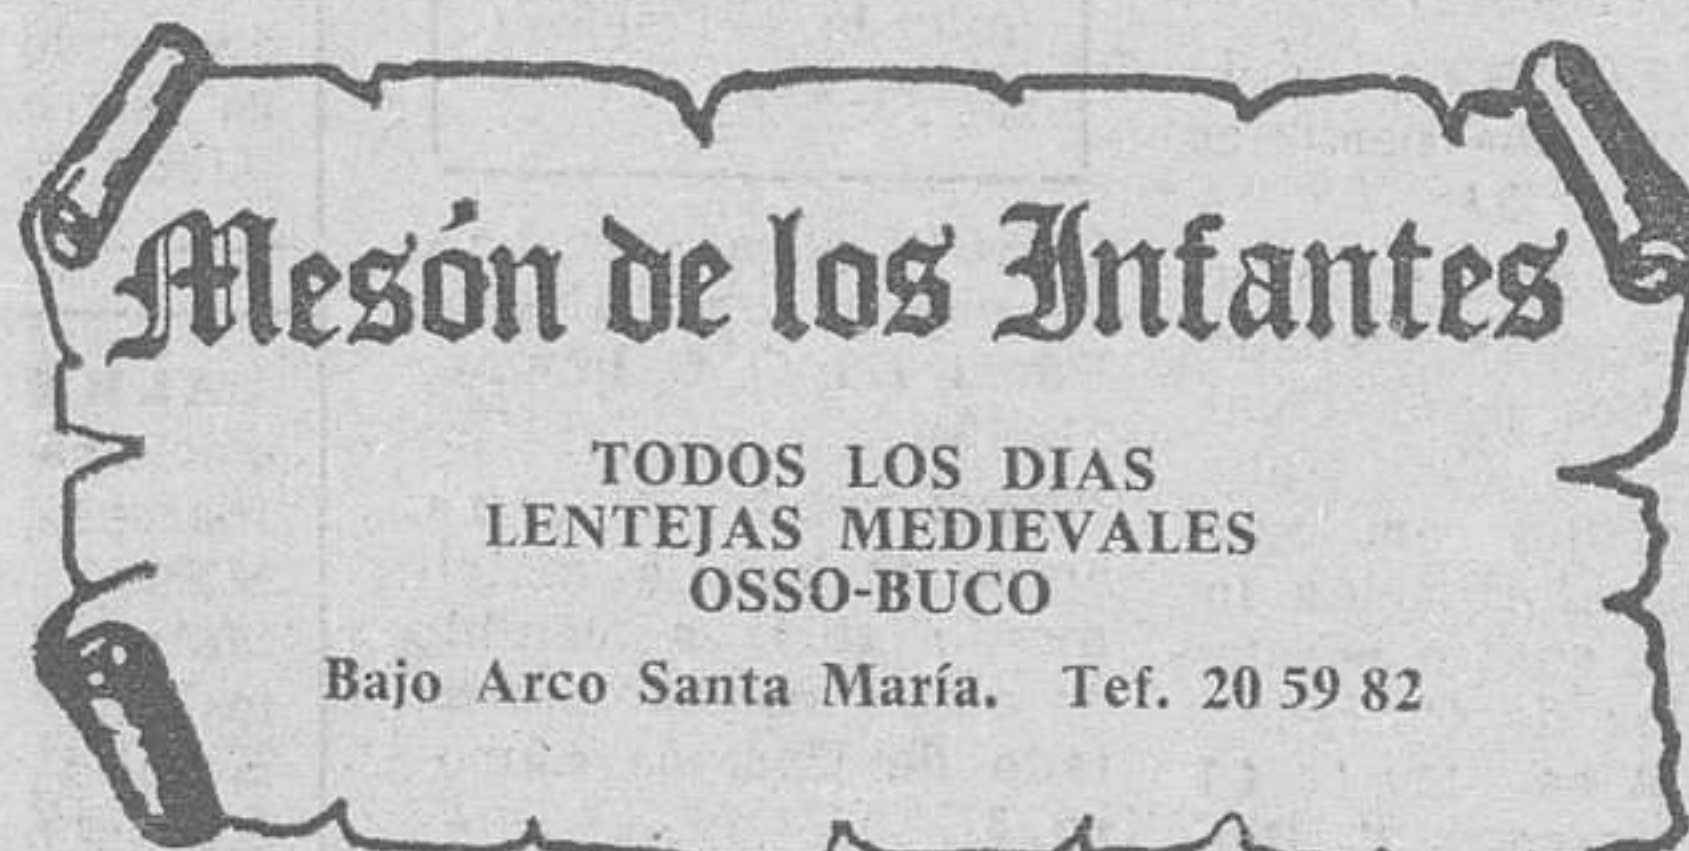 Mesón de los Infantes
TODOS LOS DIAS
LENTEJAS MEDIEVALES
OSSO-BUCO
Bajo Arco Santa María. Tef. 20 59 82